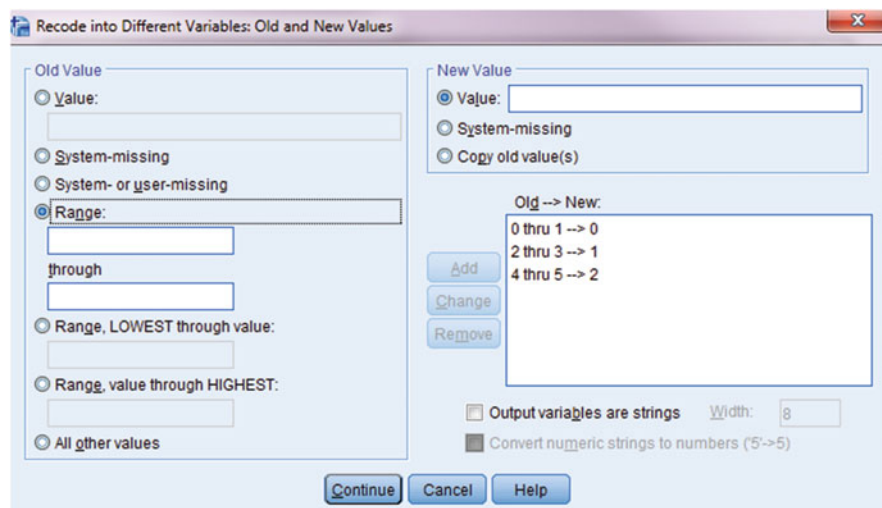 Recode into Different Variables: Old and New Values
Old Value
Value:
System-missing
System- or user-missing
Range:
through
Range, LOWEST through value:
Range, value through HIGHEST:
All other values
New Value
Value:
System-missing
Copy old value(s)
Old --> New:
0 thru 1 --> 0
2 thru 3 --> 1
4 thru 5 --> 2
Add
Change
Remove
Output variables are strings Width: 8
Convert numeric strings to numbers ('5'->5)
Continue Cancel Help